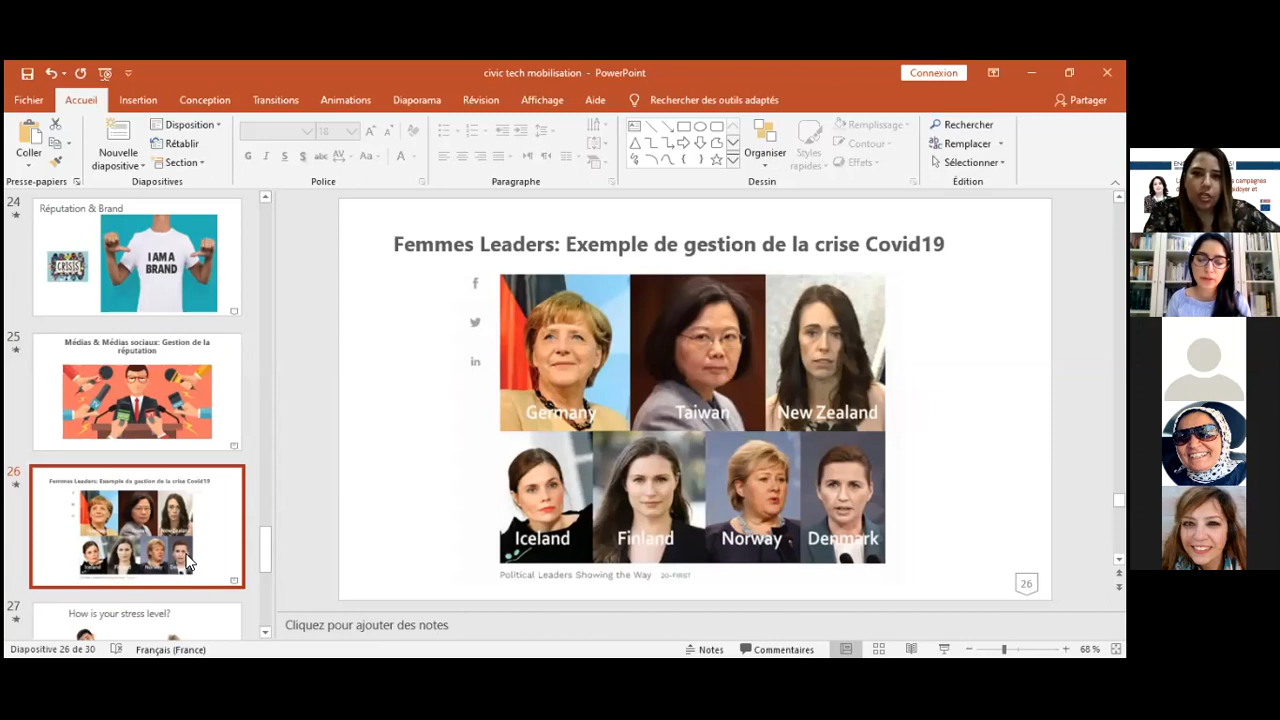 civic tech mobilisation - PowerPoint
Connexion
Fichier
Accueil
Insertion
Conception
Transitions
Animations
Diaporama
Révision
Affichage
Aide
Rechercher des outils adaptés
Partager
Coller
Nouvelle
diapositive
Disposition
Rétablir
Section
18
G I S S abc AV Aa A
Organiser
Styles
rapides
Remplissage
Contour
Effets
Rechercher
Remplacer
Sélectionner
Presse-papiers
Diapositives
Police
Paragraphe
Dessin
Édition
24
Réputation & Brand
CRISIS
I AM A
BRAND
25
Médias & Médias sociaux: Gestion de la
réputation
26
Femmes Leaders: Exemple de gestion de la crise Covid19
27
How is your stress level?
Femmes Leaders: Exemple de gestion de la crise Covid19
Germany
Taiwan
New Zealand
Iceland
Finland
Norway
Denmark
Political Leaders Showing the Way 20-FIRST
26
Cliquez pour ajouter des notes
Diapositive 26 de 30
Français (France)
Notes
Commentaires
68 %
campagnes